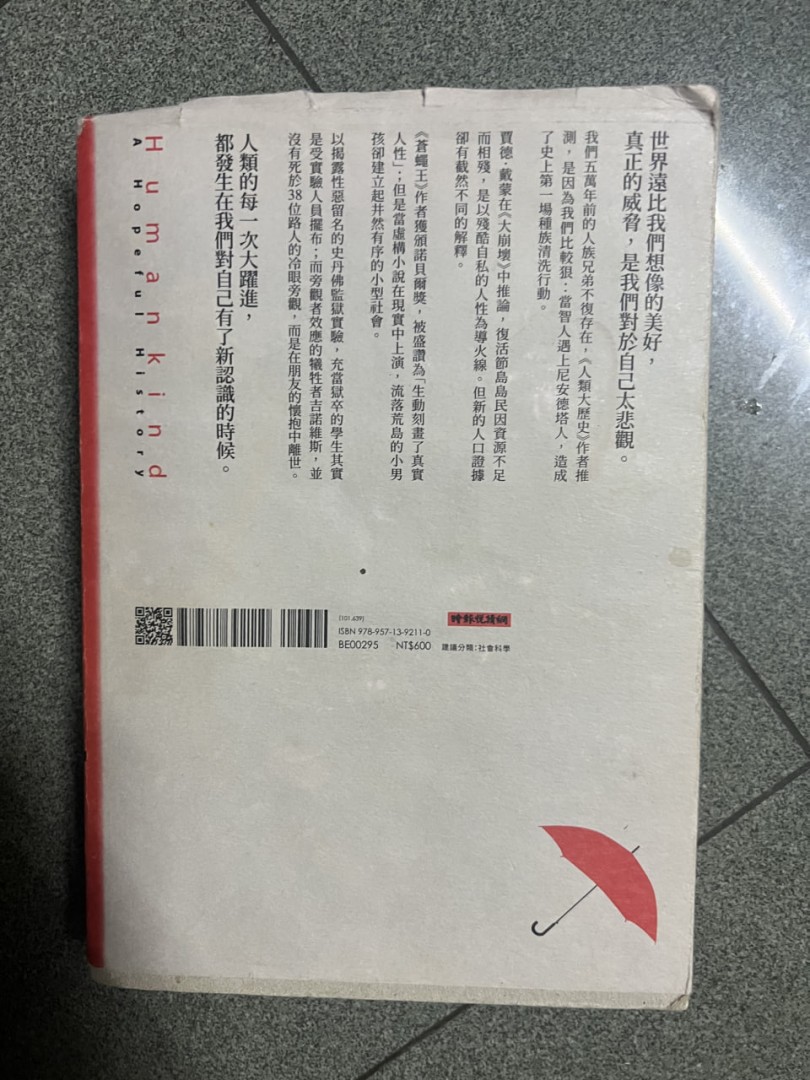 世界遠比我們想像的美好，
真正的威脅，是我們對於自己太悲觀。
我們五萬年前的人族兄弟不復存在，《人類大歷史》作者推
測，是因為我們比較狠：當智人遇上尼安德塔人，造成
了史上第一場種族清洗行動。
賈德·戴蒙在《大崩壞》中推論，復活節島島民因資源不足
而相殘，是以殘酷自私的人性為導火線。但新的人口證據
卻有截然不同的解釋。
《蒼蠅王》作者獲頒諾貝爾獎，被盛讚為「生動刻畫了真實
人性」；但是當虛構小說在現實中上演，流落荒島的小男
孩卻建立起井然有序的小型社會。
以揭露性惡留名的史丹佛監獄實驗，充當獄卒的學生其實
是受實驗人員擺布；而旁觀者效應的犧牲者吉諾維斯，並
沒有死於38位路人的冷眼旁觀，而是在朋友的懷抱中離世。
人類的每一次大躍進，
都發生在我們對自己有了新認識的時候。
Humankind
A Hopeful History
[101.439]
ISBN 978-957-13-9211-0
BE00295 NT$600
時報悅讀網
建議分類：社會科學